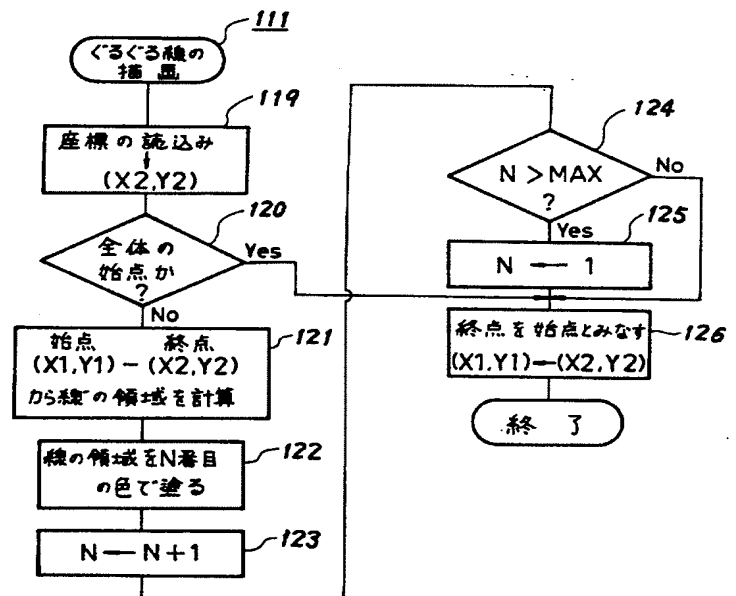 111
ぐるぐる線の
描画
119
座標の読込み
↓
(X2,Y2)
120
全体の
始点か
?
Yes
No
121
始点 終点
(X1,Y1)-(X2,Y2)
から線の領域を計算
122
線の領域をN番目
の色で塗る
123
N←N+1
124
N>MAX
?
No
Yes
125
N←1
126
終点を始点とみなす
(X1,Y1)←(X2,Y2)
終了